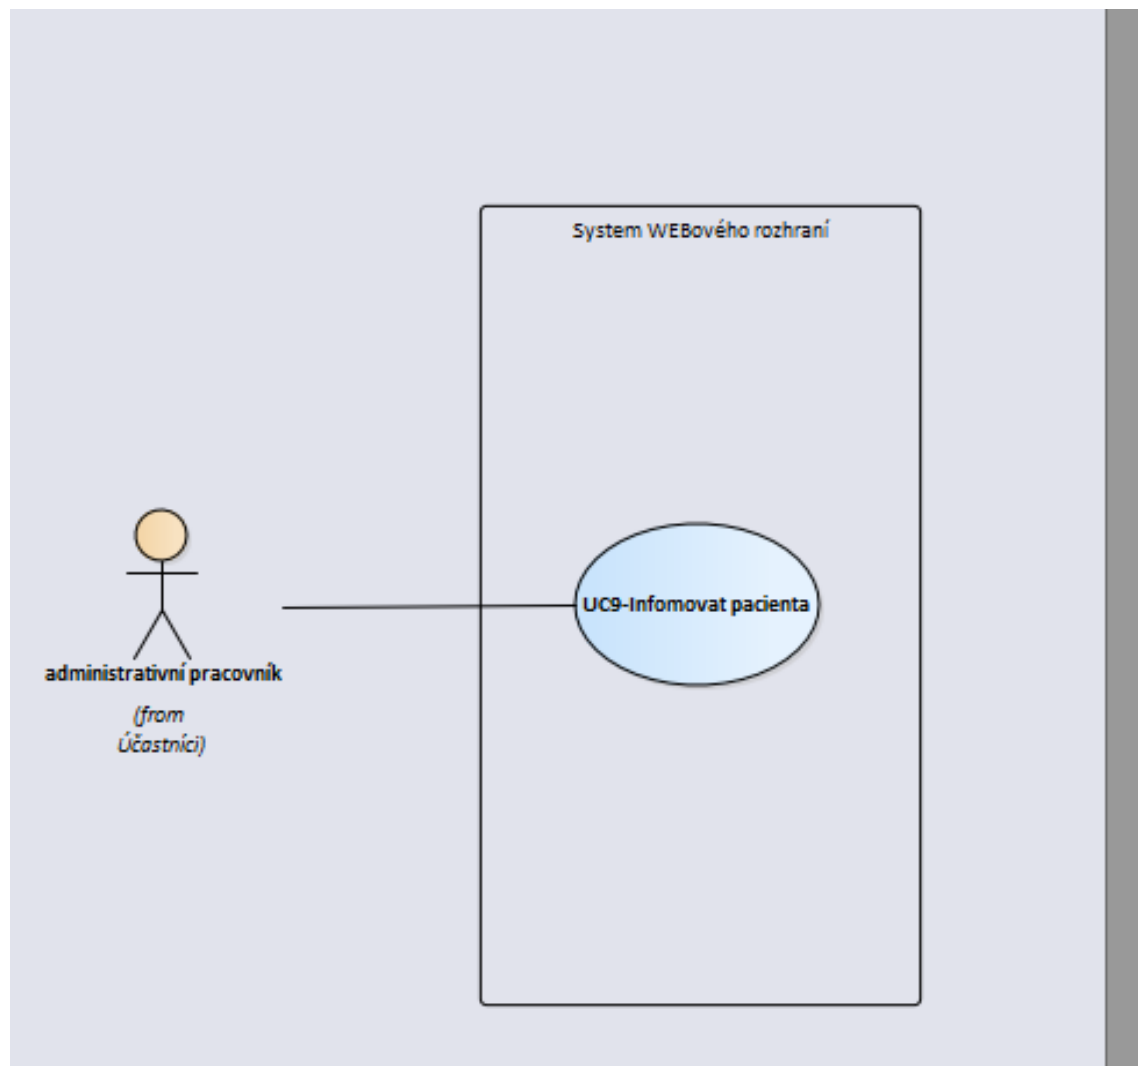 System WEBového rozhraní
UC9-Infomovat pacienta
administrativní pracovník
(from
Účastníci)